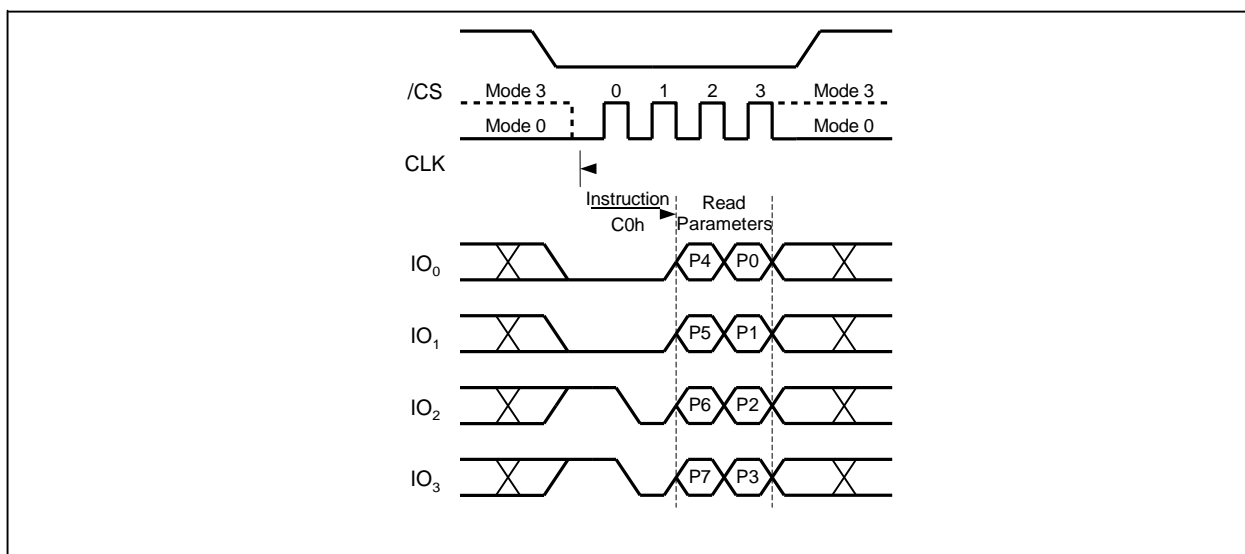 /CS
Mode 3 0 1 2 3 Mode 3
Mode 0 Mode 0
CLK
Instruction Read
C0h Parameters
IO0 P4 P0
IO1 P5 P1
IO2 P6 P2
IO3 P7 P3